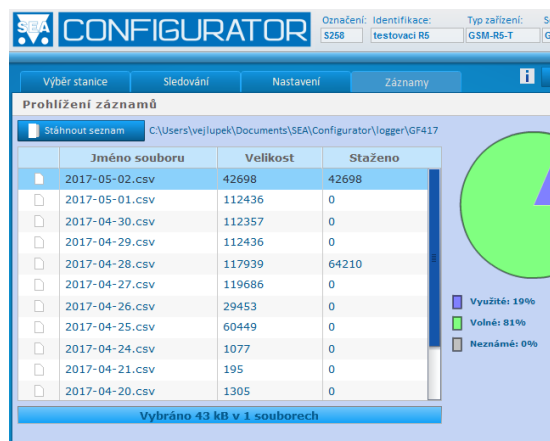 SEA CONFIGURATOR
Označení: Identifikace: Typ zařízení:
S258 testovaci R5 GSM-R5-T
Výběr stanice Sledování Nastavení Záznamy i
Prohlížení záznamů
Stáhnout seznam C:\Users\vejlupek\Documents\SEA\Configurator\logger\GF417
Jméno souboru Velikost Staženo
2017-05-02.csv 42698 42698
2017-05-01.csv 112436 0
2017-04-30.csv 112357 0
2017-04-29.csv 112436 0
2017-04-28.csv 117939 64210
2017-04-27.csv 119686 0
2017-04-26.csv 29453 0
2017-04-25.csv 60449 0
2017-04-24.csv 1077 0
2017-04-21.csv 195 0
2017-04-20.csv 1305 0
Využité: 19%
Volné: 81%
Neznámé: 0%
Vybráno 43 kB v 1 souborech